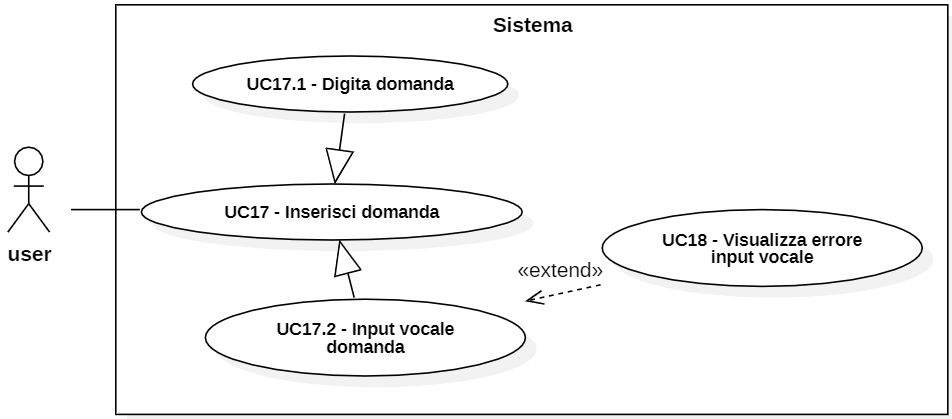 Sistema
UC17.1 - Digita domanda
UC17 - Inserisci domanda
user
UC18 - Visualizza errore
input vocale
«extend»
UC17.2 - Input vocale
domanda